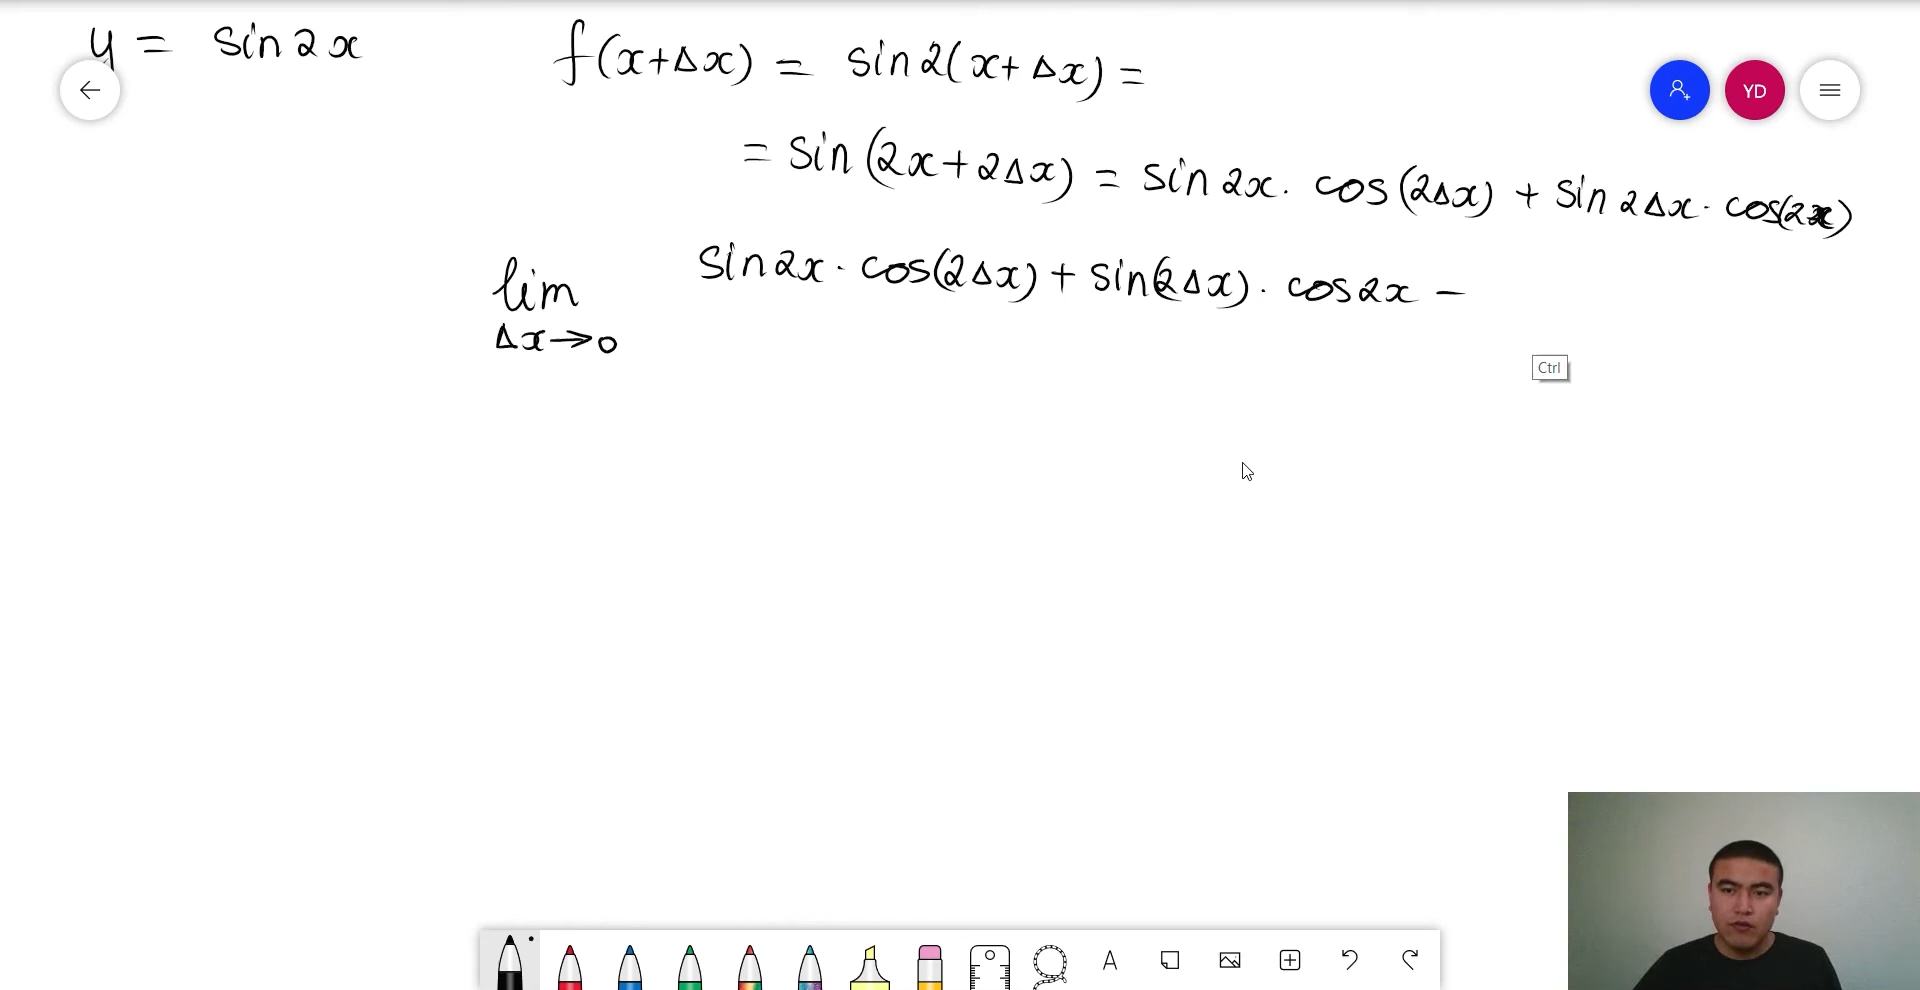 y = sin 2x
f(x+Δx) = sin 2(x+Δx) =
= sin (2x+2Δx) = sin 2x · cos(2Δx) + sin 2Δx · cos(2x)
lim sin 2x · cos(2Δx) + sin(2Δx) · cos 2x −
Δx→0
YD
Ctrl
A